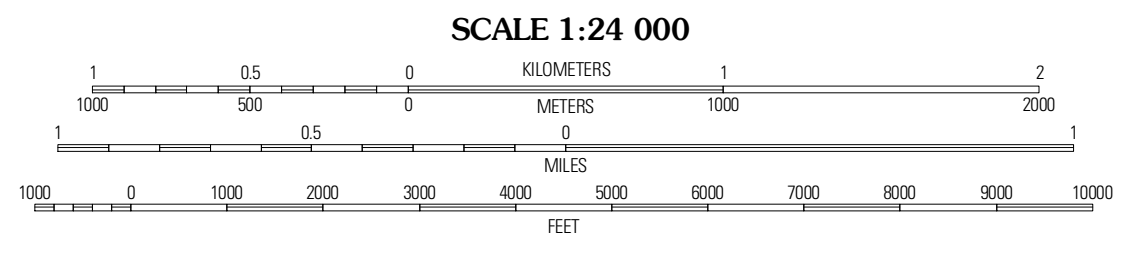 SCALE 1:24 000
1 0.5 0 KILOMETERS 1 2
1000 500 0 METERS 1000 2000
1 0.5 0 1
MILES
1000 0 1000 2000 3000 4000 5000 6000 7000 8000 9000 10000
FEET